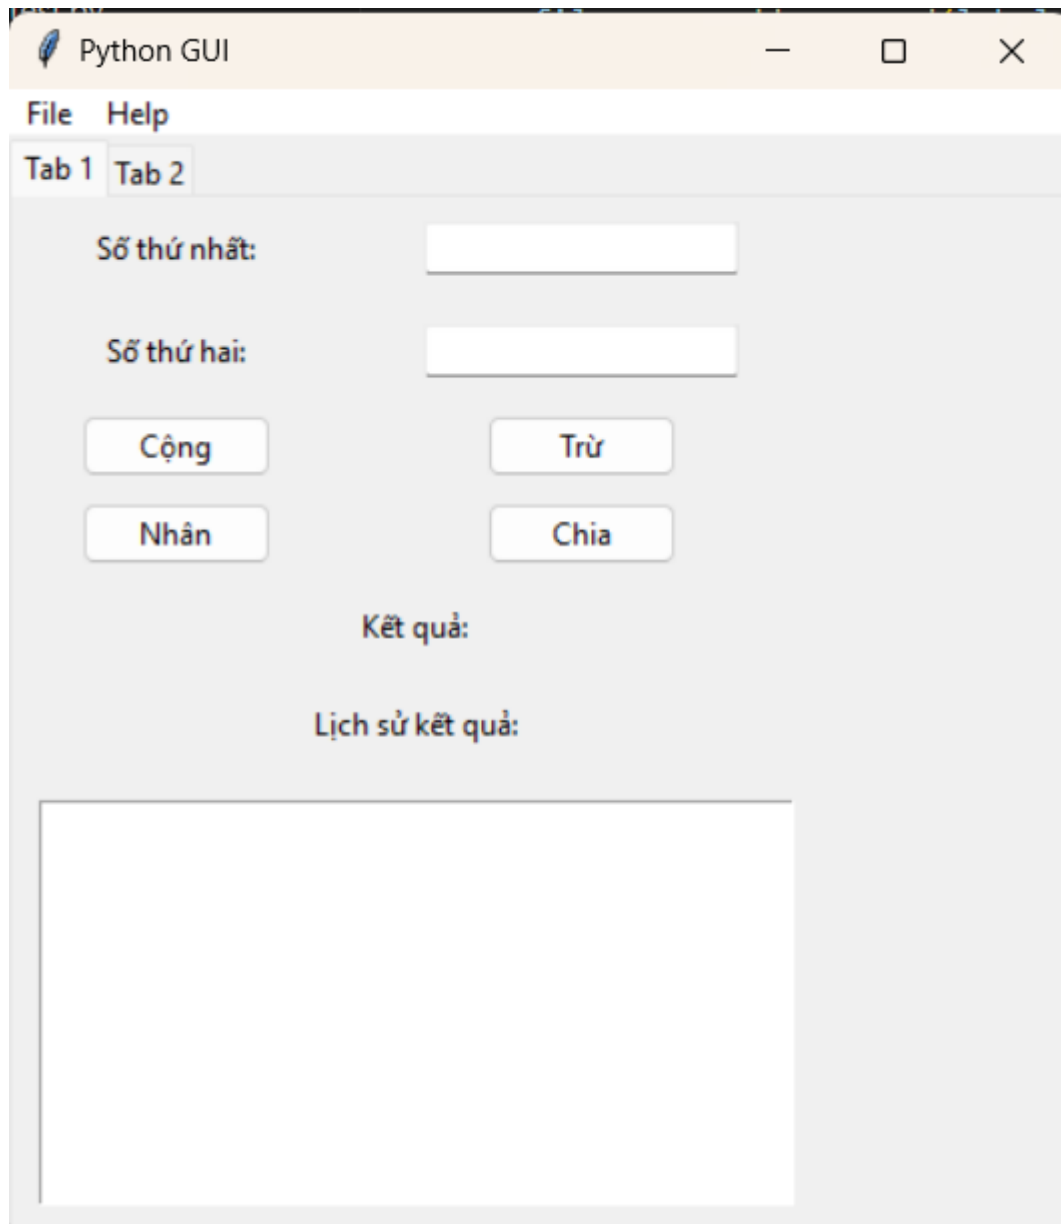 Python GUI
File Help
Tab 1 Tab 2
Số thứ nhất:
Số thứ hai:
Cộng Trừ
Nhân Chia
Kết quả:
Lịch sử kết quả: